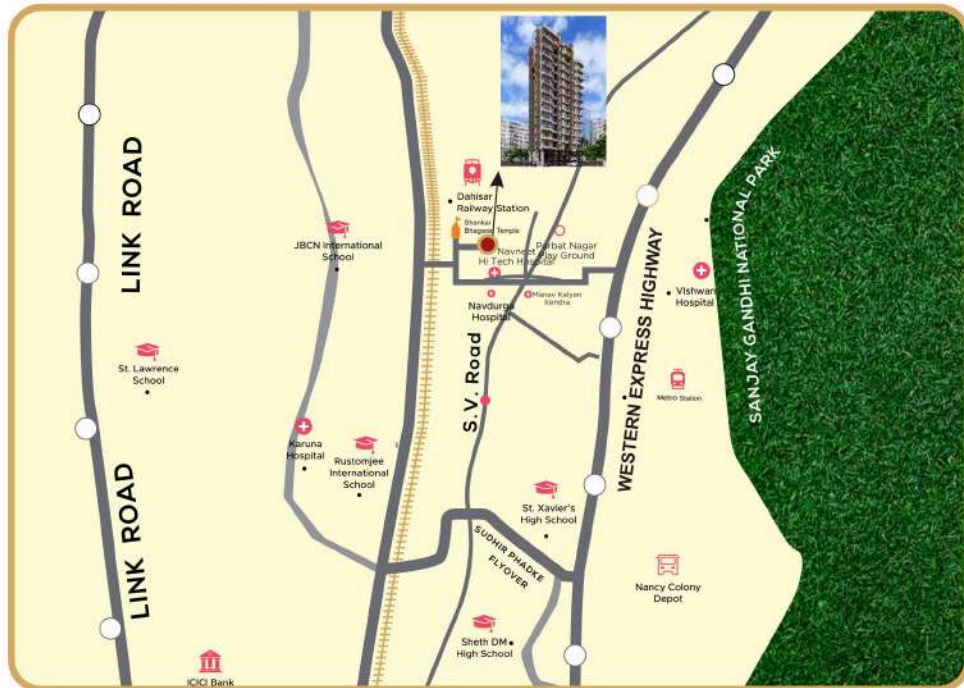 LINK ROAD
Dahisar
Railway Station
Shankar
Bhagwan Temple
JBCN International
School
Navneet
Hi Tech Hospital
Parbat Nagar
Play Ground
Navdurga
Hospital
Manav Kalyan
Kendra
VIshwan
Hospital
WESTERN EXPRESS HIGHWAY
SANJAY GANDHI NATIONAL PARK
S.V. Road
St. Lawrence
School
Metro Station
Karuna
Hospital
Rustomjee
International
School
LINK ROAD
St. Xavier's
High School
SUDHIR PHADKE
FLYOVER
Nancy Colony
Depot
Sheth DM
High School
ICICI Bank